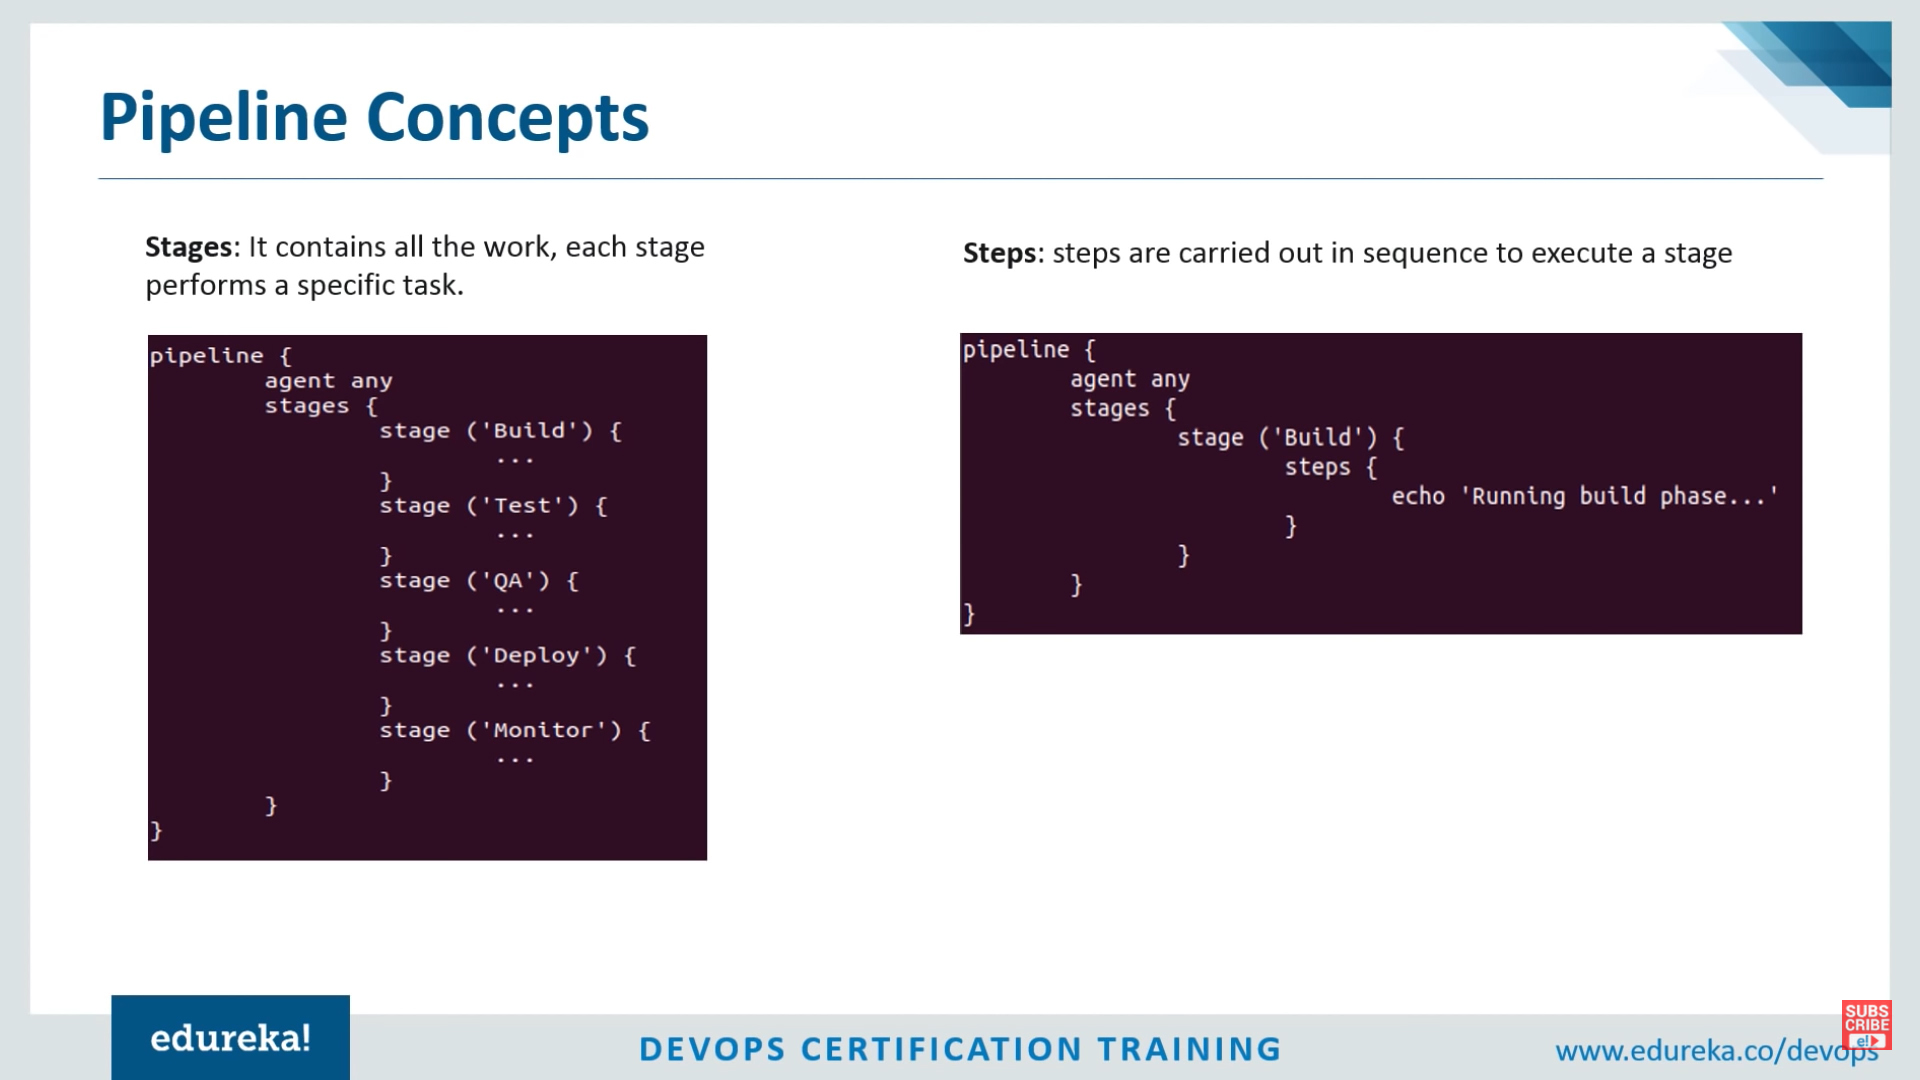 Pipeline Concepts
Stages: It contains all the work, each stage
performs a specific task.
pipeline {
agent any
stages {
stage ('Build') {
...
}
stage ('Test') {
...
}
stage ('QA') {
...
}
stage ('Deploy') {
...
}
stage ('Monitor') {
...
}
}
}
Steps: steps are carried out in sequence to execute a stage
pipeline {
agent any
stages {
stage ('Build') {
steps {
echo 'Running build phase...'
}
}
}
}
edureka!
DEVOPS CERTIFICATION TRAINING
www.edureka.co/devops
SUBS
CRIBE
e!